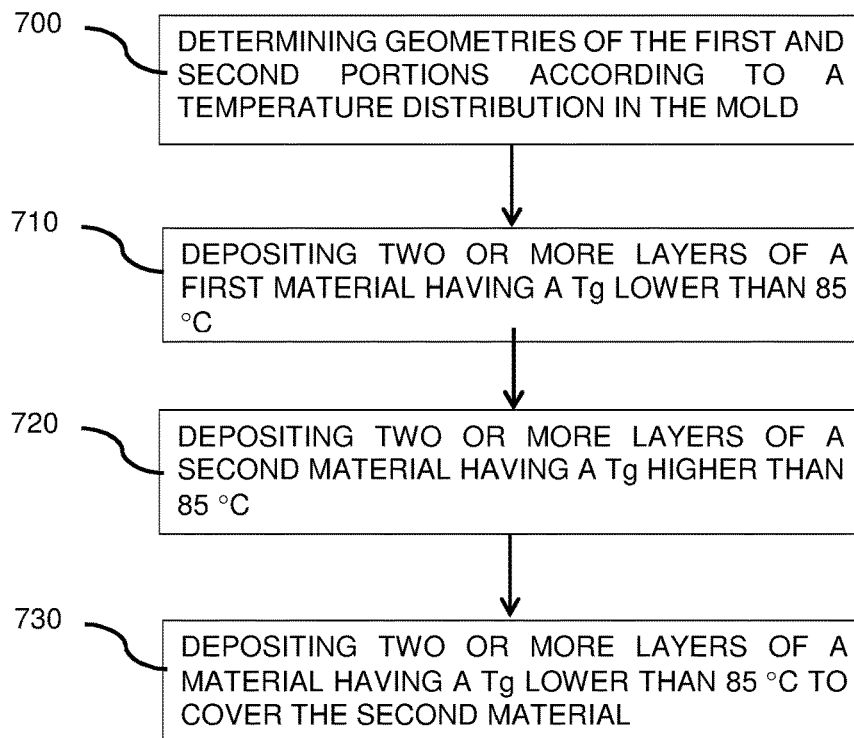 700
DETERMINING GEOMETRIES OF THE FIRST AND
SECOND PORTIONS ACCORDING TO A
TEMPERATURE DISTRIBUTION IN THE MOLD
710
DEPOSITING TWO OR MORE LAYERS OF A
FIRST MATERIAL HAVING A Tg LOWER THAN 85
°C
720
DEPOSITING TWO OR MORE LAYERS OF A
SECOND MATERIAL HAVING A Tg HIGHER THAN
85 °C
730
DEPOSITING TWO OR MORE LAYERS OF A
MATERIAL HAVING A Tg LOWER THAN 85 °C TO
COVER THE SECOND MATERIAL